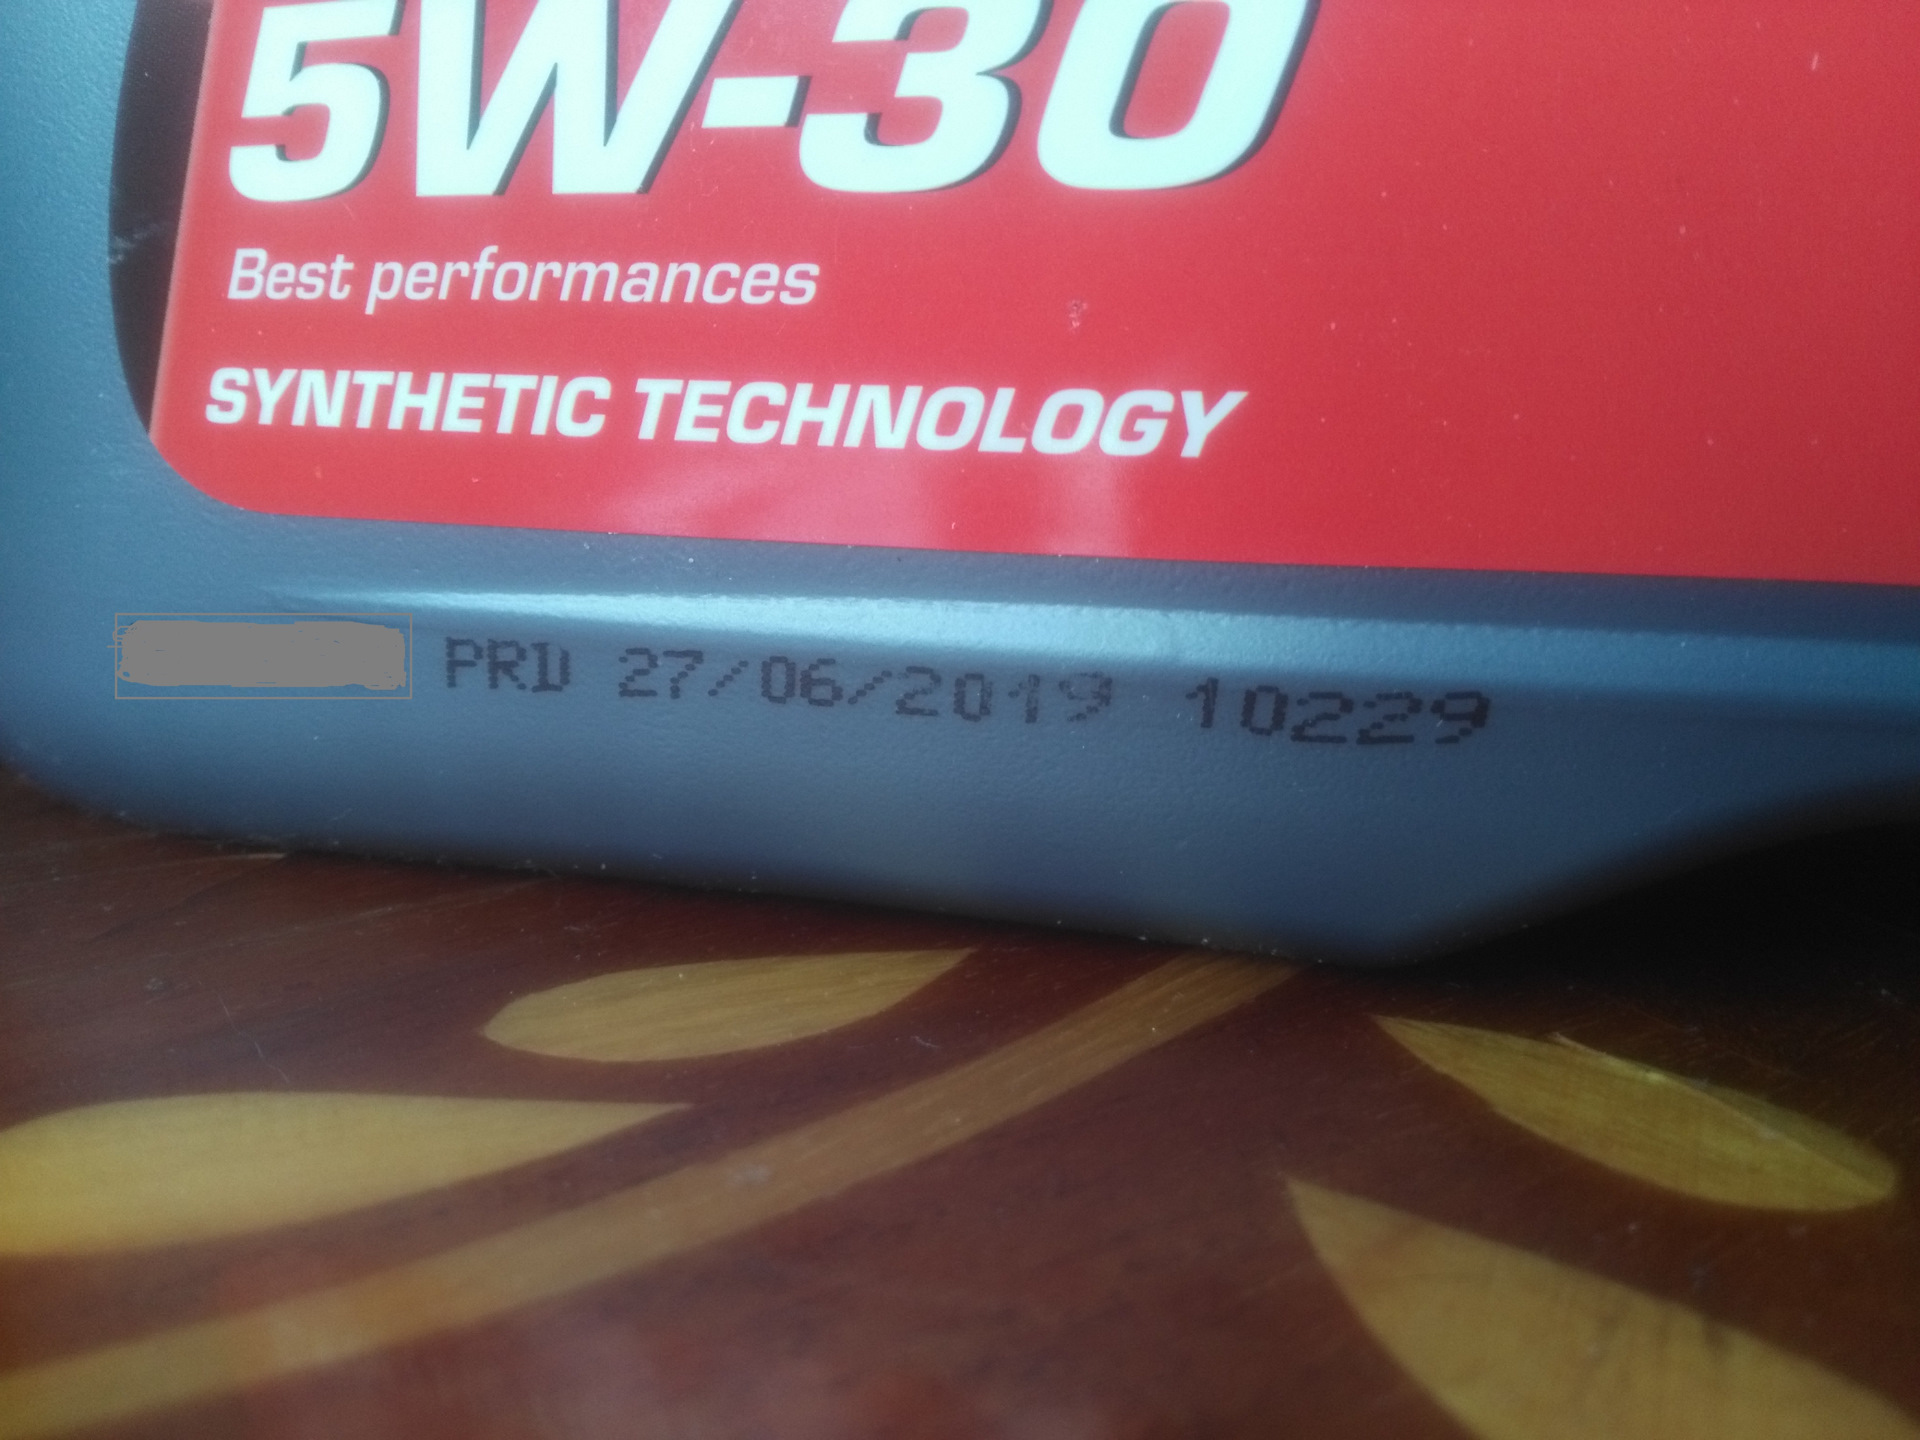 5W-30
Best performances
SYNTHETIC TECHNOLOGY
PRD 27/06/2019 10229